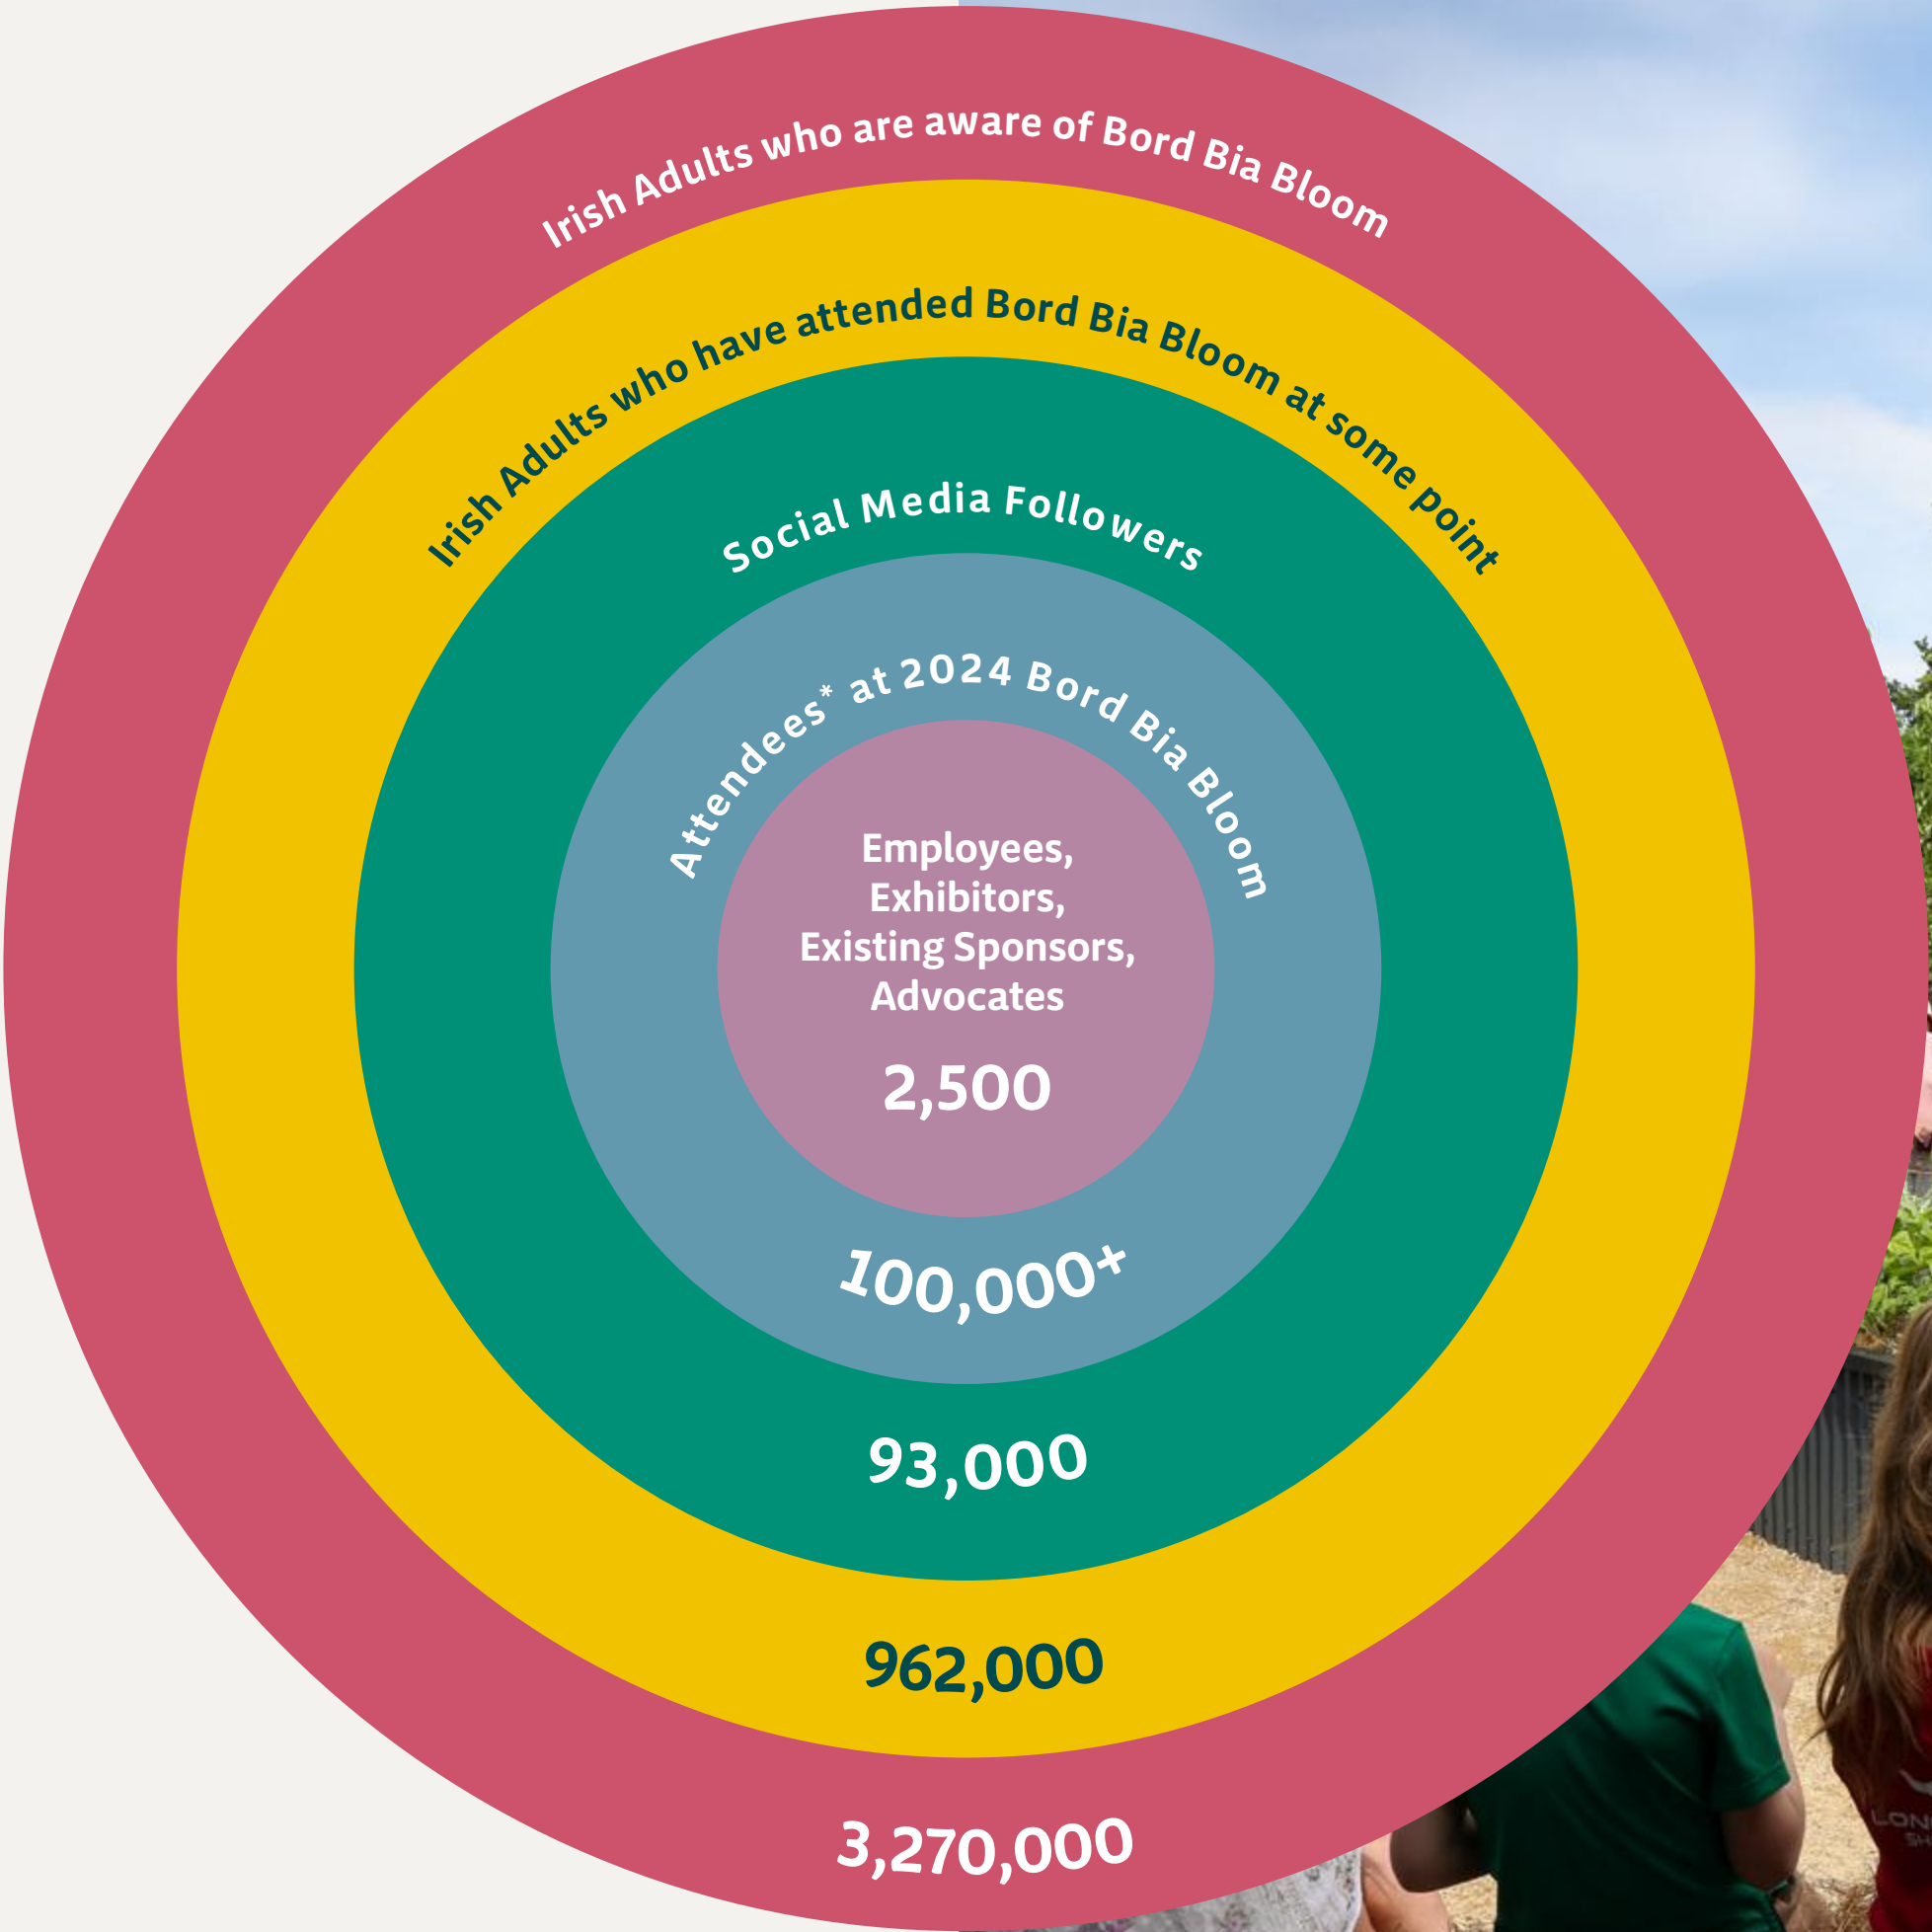 Irish Adults who are aware of Bord Bia Bloom
Irish Adults who have attended Bord Bia Bloom at some point
Social Media Followers
Attendees* at 2024 Bord Bia Bloom
Employees,
Exhibitors,
Existing Sponsors,
Advocates
2,500
100,000+
93,000
962,000
3,270,000